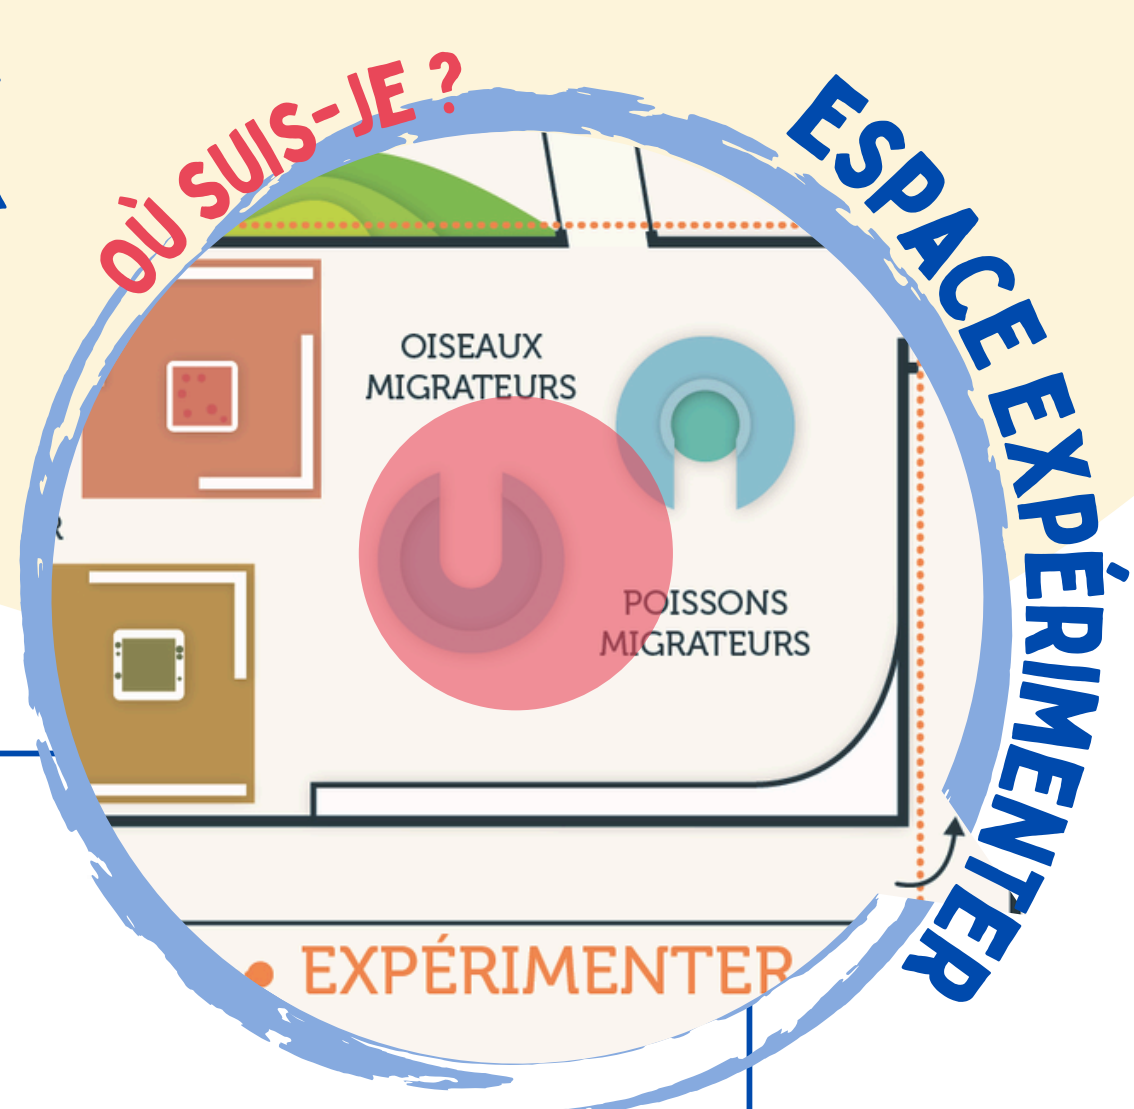 OÙ SUIS-JE ?
ESPACE EXPÉRIMENTER
OISEAUX
MIGRATEURS
R
POISSONS
MIGRATEURS
• EXPÉRIMENTER